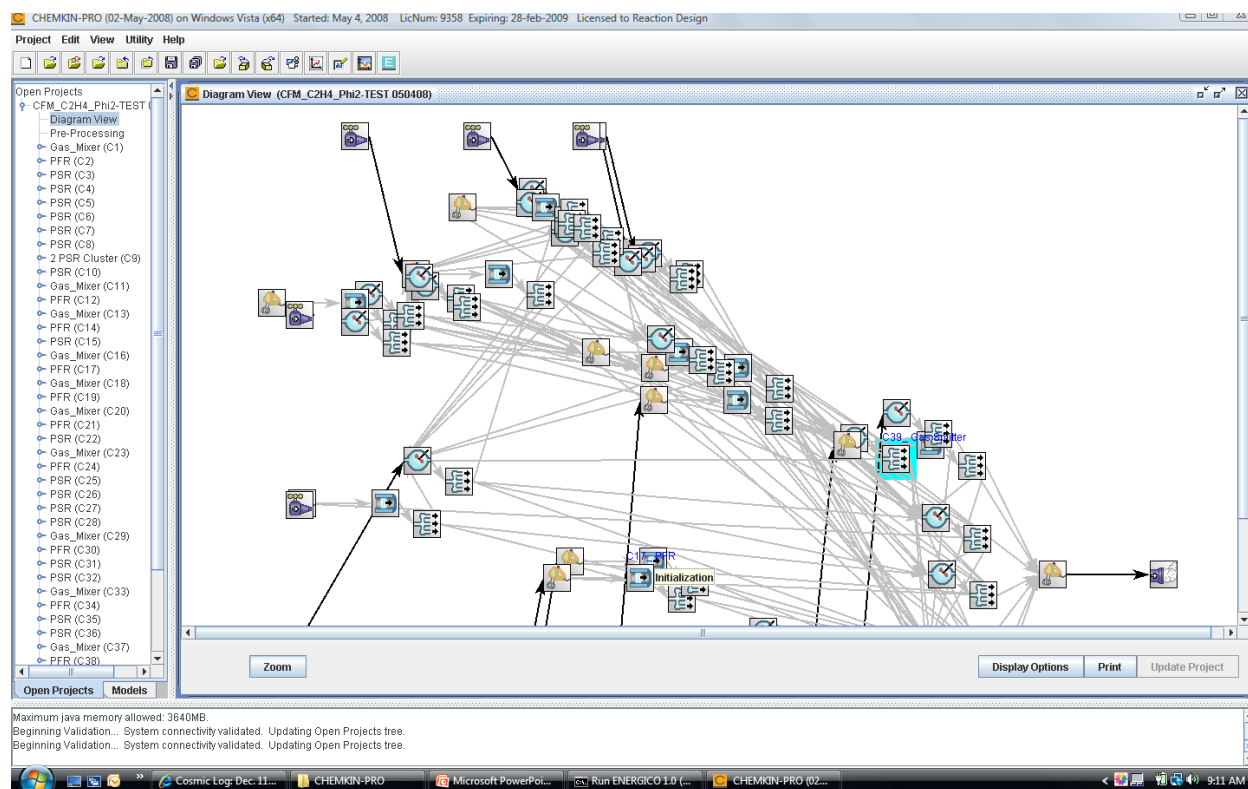 CHEMKIN-PRO (02-May-2008) on Windows Vista (x64) Started: May 4, 2008 LicNum: 9358 Expiring: 28-feb-2009 Licensed to Reaction Design
Project Edit View Utility Help
Open Projects
CFM_C2H4_Phi2-TEST (
Diagram View
Pre-Processing
Gas_Mixer (C1)
PFR (C2)
PSR (C3)
PSR (C4)
PSR (C5)
PSR (C6)
PSR (C7)
PSR (C8)
2 PSR Cluster (C9)
PSR (C10)
Gas_Mixer (C11)
PFR (C12)
Gas_Mixer (C13)
PFR (C14)
PSR (C15)
Gas_Mixer (C16)
PFR (C17)
Gas_Mixer (C18)
PFR (C19)
Gas_Mixer (C20)
PFR (C21)
PSR (C22)
Gas_Mixer (C23)
PFR (C24)
PSR (C25)
PSR (C26)
PSR (C27)
PSR (C28)
Gas_Mixer (C29)
PFR (C30)
PSR (C31)
PSR (C32)
Gas_Mixer (C33)
PFR (C34)
PSR (C35)
PSR (C36)
Gas_Mixer (C37)
PFR (C38)
Open Projects Models
Diagram View (CFM_C2H4_Phi2-TEST 050408)
C39_ Gas Splitter
C17_ PFR
Initialization
Zoom
Display Options Print Update Project
Maximum java memory allowed: 3640MB.
Beginning Validation... System connectivity validated. Updating Open Projects tree.
Beginning Validation... System connectivity validated. Updating Open Projects tree.
Cosmic Log: Dec. 11... CHEMKIN-PRO Microsoft PowerPoi... Run ENERGICO 1.0 (... CHEMKIN-PRO (02... 9:11 AM